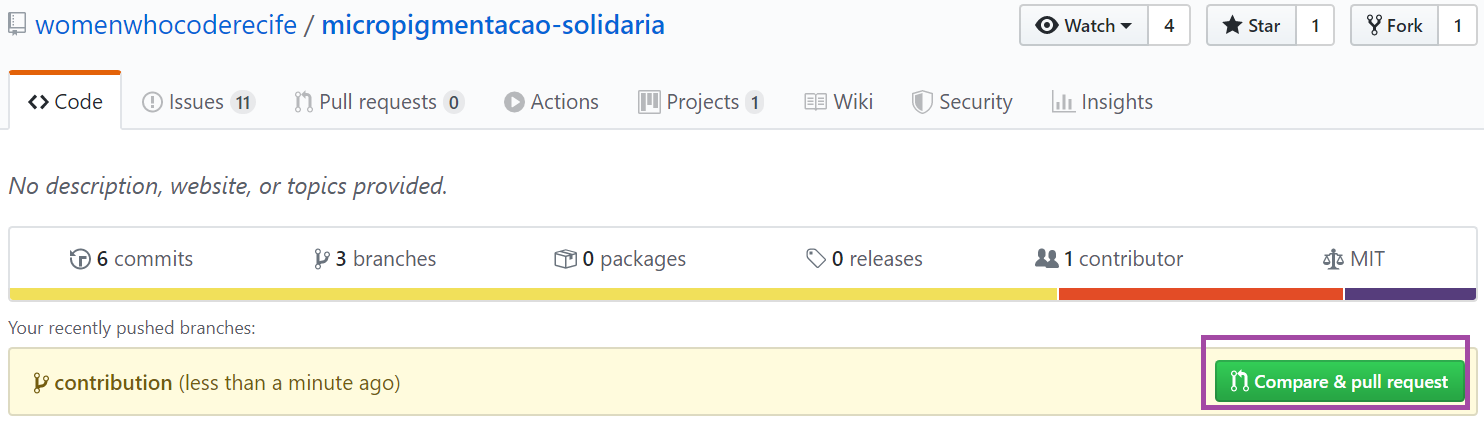 womenwhocoderecife / micropigmentacao-solidaria Watch 4 Star 1 Fork 1
Code Issues 11 Pull requests 0 Actions Projects 1 Wiki Security Insights
No description, website, or topics provided.
6 commits 3 branches 0 packages 0 releases 1 contributor MIT
Your recently pushed branches:
contribution (less than a minute ago) Compare & pull request